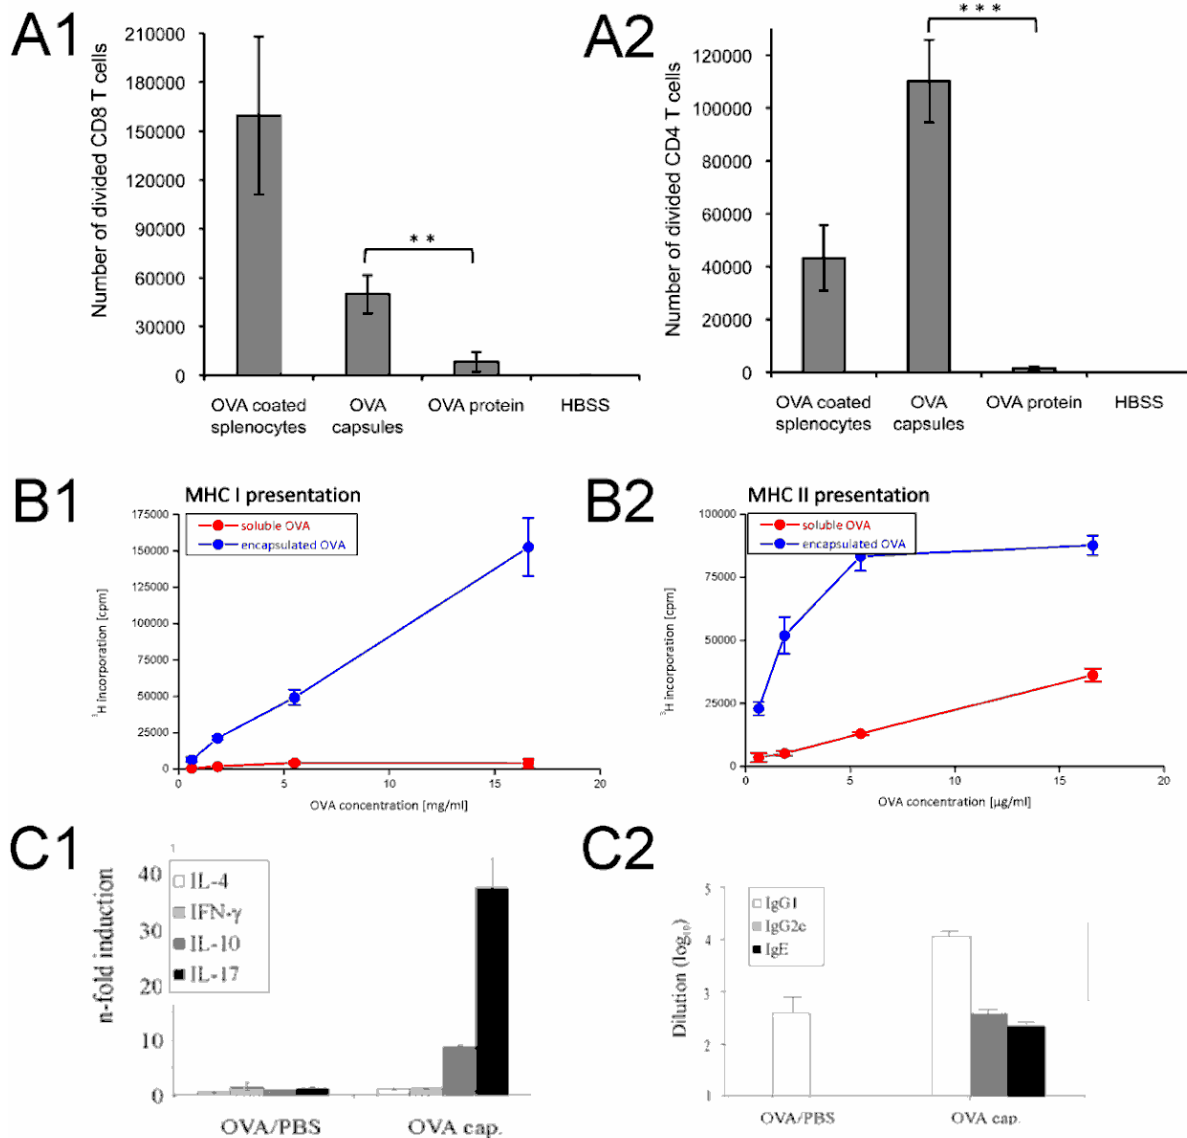 A1
Number of divided CD8 T cells
210000
180000
150000
120000
90000
60000
30000
0
* *
OVA coated splenocytes
OVA capsules
OVA protein
HBSS
A2
Number of divided CD4 T cells
120000
100000
80000
60000
40000
20000
0
* * *
OVA coated splenocytes
OVA capsules
OVA protein
HBSS
B1
MHC I presentation
soluble OVA
encapsulated OVA
³H incorporation [cpm]
175000
150000
125000
100000
75000
50000
25000
0
0 5 10 15 20
OVA concentration [mg/ml]
B2
MHC II presentation
soluble OVA
encapsulated OVA
³H incorporation [cpm]
100000
75000
50000
25000
0
0 5 10 15 20
OVA concentration [µg/ml]
C1
n-fold induction
40
30
20
10
0
IL-4
IFN-γ
IL-10
IL-17
OVA/PBS
OVA cap.
C2
Dilution (log₁₀)
5
4
3
2
1
IgG1
IgG2c
IgE
OVA/PBS
OVA cap.